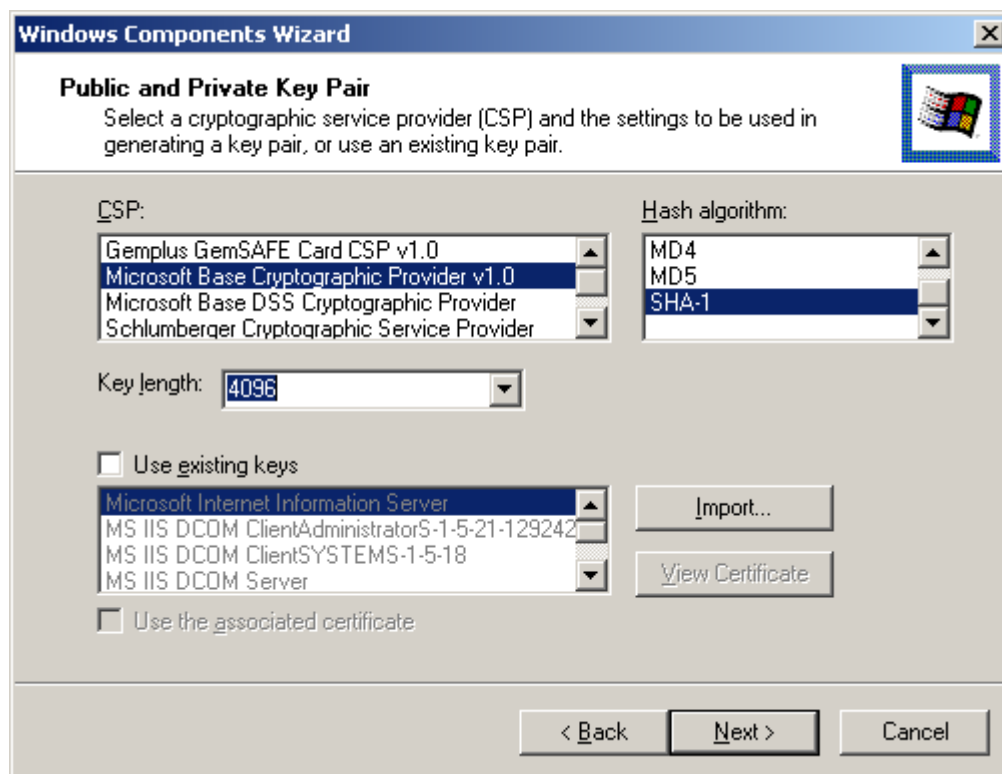 Windows Components Wizard
Public and Private Key Pair
Select a cryptographic service provider (CSP) and the settings to be used in
generating a key pair, or use an existing key pair.
CSP:
Gemplus GemSAFE Card CSP v1.0
Microsoft Base Cryptographic Provider v1.0
Microsoft Base DSS Cryptographic Provider
Schlumberger Cryptographic Service Provider
Hash algorithm:
MD4
MD5
SHA-1
Key length: 4096
Use existing keys
Microsoft Internet Information Server
MS IIS DCOM ClientAdministratorS-1-5-21-129242
MS IIS DCOM ClientSYSTEMS-1-5-18
MS IIS DCOM Server
Import...
View Certificate
Use the associated certificate
< Back
Next >
Cancel